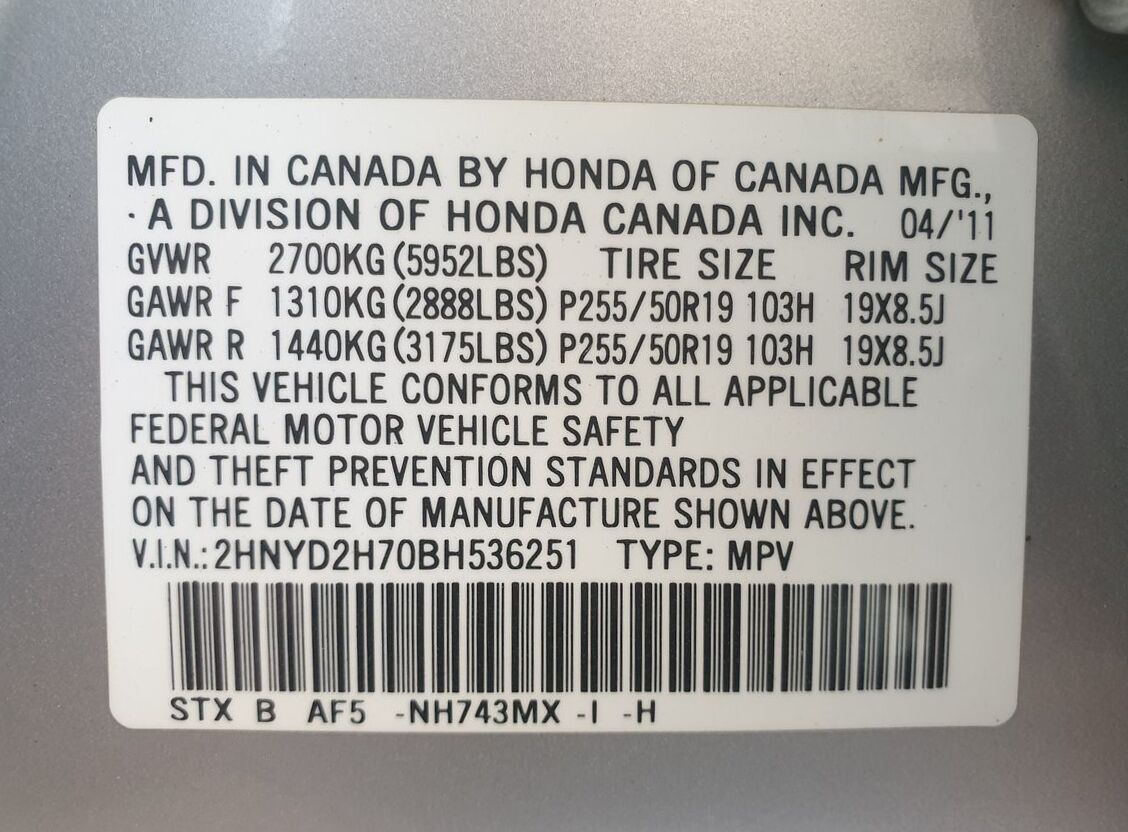 MFD. IN CANADA BY HONDA OF CANADA MFG.,
·A DIVISION OF HONDA CANADA INC. 04/'11
GVWR 2700KG(5952LBS) TIRE SIZE RIM SIZE
GAWR F 1310KG(2888LBS) P255/50R19 103H 19X8.5J
GAWR R 1440KG(3175LBS) P255/50R19 103H 19X8.5J
THIS VEHICLE CONFORMS TO ALL APPLICABLE
FEDERAL MOTOR VEHICLE SAFETY
AND THEFT PREVENTION STANDARDS IN EFFECT
ON THE DATE OF MANUFACTURE SHOWN ABOVE.
V.I.N.:2HNYD2H70BH536251 TYPE: MPV
STX B AF5 -NH743MX -I -H